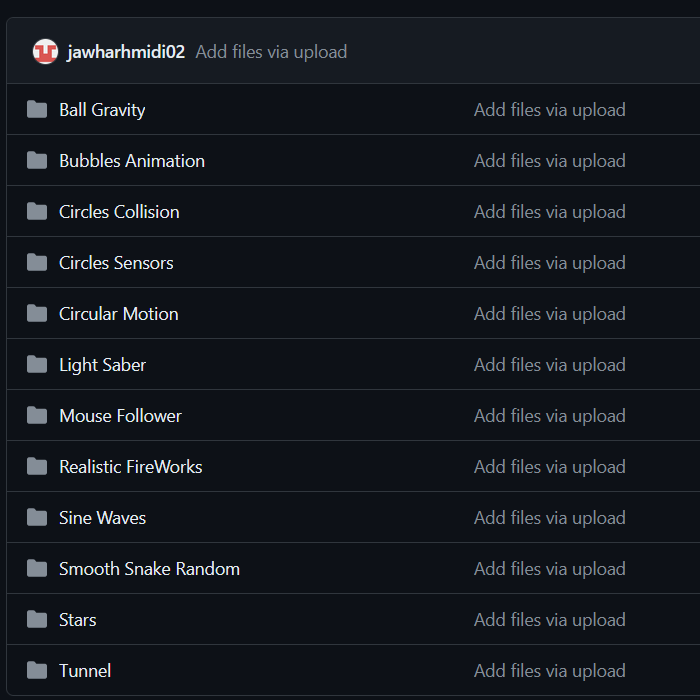 jawharhmidi02 Add files via upload
Ball Gravity Add files via upload
Bubbles Animation Add files via upload
Circles Collision Add files via upload
Circles Sensors Add files via upload
Circular Motion Add files via upload
Light Saber Add files via upload
Mouse Follower Add files via upload
Realistic FireWorks Add files via upload
Sine Waves Add files via upload
Smooth Snake Random Add files via upload
Stars Add files via upload
Tunnel Add files via upload